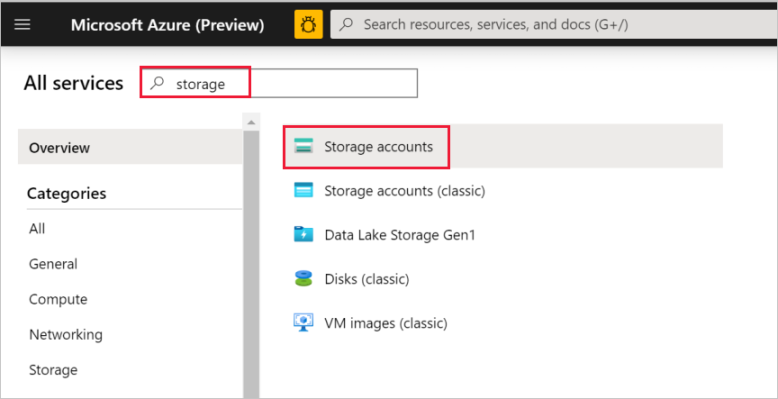 Microsoft Azure (Preview)
Search resources, services, and docs (G+/)
All services
storage
Overview
Categories
All
General
Compute
Networking
Storage
Storage accounts
Storage accounts (classic)
Data Lake Storage Gen1
Disks (classic)
VM images (classic)